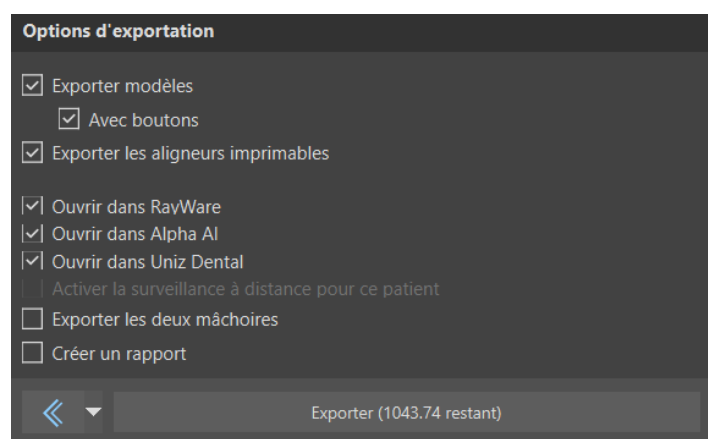 Options d'exportation
Exporter modèles
Avec boutons
Exporter les aligneurs imprimables
Ouvrir dans RayWare
Ouvrir dans Alpha AI
Ouvrir dans Uniz Dental
Activer la surveillance à distance pour ce patient
Exporter les deux mâchoires
Créer un rapport
Exporter (1043.74 restant)